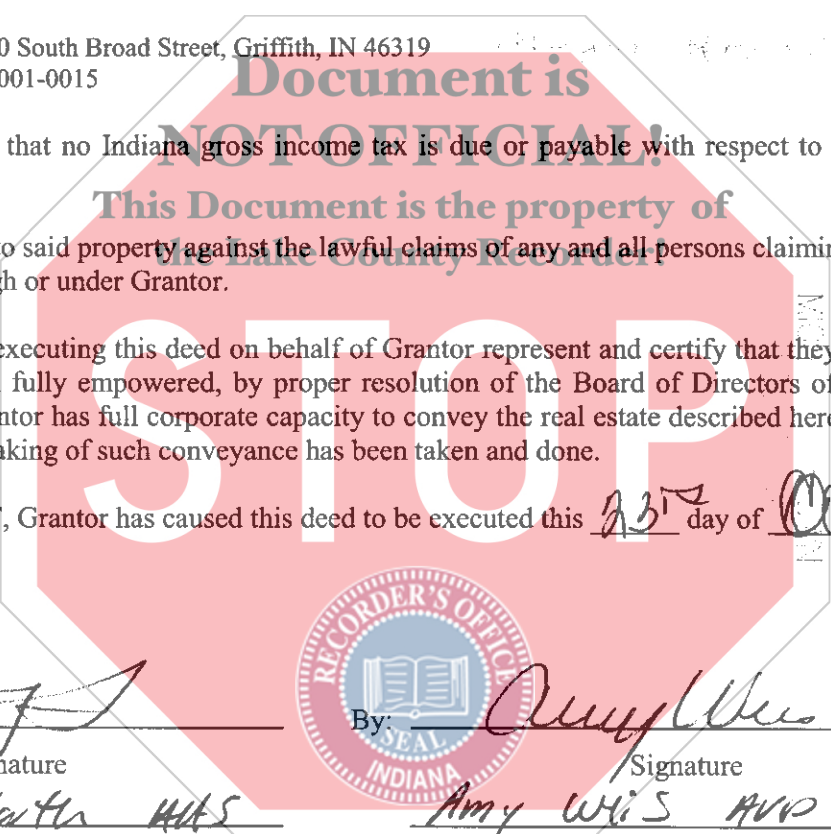 0 South Broad Street, Griffith, IN 46319
001-0015
Document is
NOT OFFICIAL!
that no Indiana gross income tax is due or payable with respect to
This Document is the property of
the Lake County Recorder!
o said property against the lawful claims of any and all persons claimin
gh or under Grantor.
STOP
executing this deed on behalf of Grantor represent and certify that they
fully empowered, by proper resolution of the Board of Directors of
ntor has full corporate capacity to convey the real estate described here
aking of such conveyance has been taken and done.
, Grantor has caused this deed to be executed this 23rd day of
RECORDER'S OFFICE
SEAL
INDIANA
By:
nature
Signature
Amy AVP